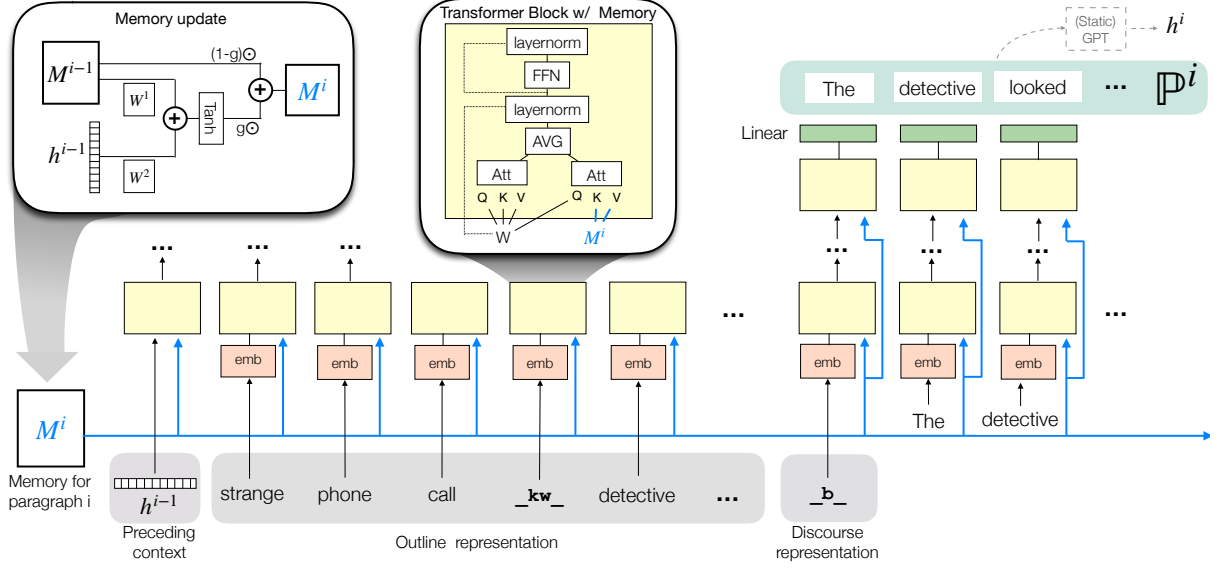 Memory update
M^{i-1}
(1-g)⊙
W^1
+
Tanh
+
M^i
g⊙
h^{i-1}
W^2
Transformer Block w/ Memory
layernorm
FFN
layernorm
AVG
Att Att
Q K V Q K V
W M^i
(Static)
GPT
h^i
The detective looked ... ℙ^i
Linear
... ... ...
... ... ...
... ...
emb emb emb emb emb emb emb emb
The detective
M^i
Memory for
paragraph i
h^{i-1}
Preceding
context
strange phone call _kw_ detective ...
Outline representation
_b_
Discourse
representation